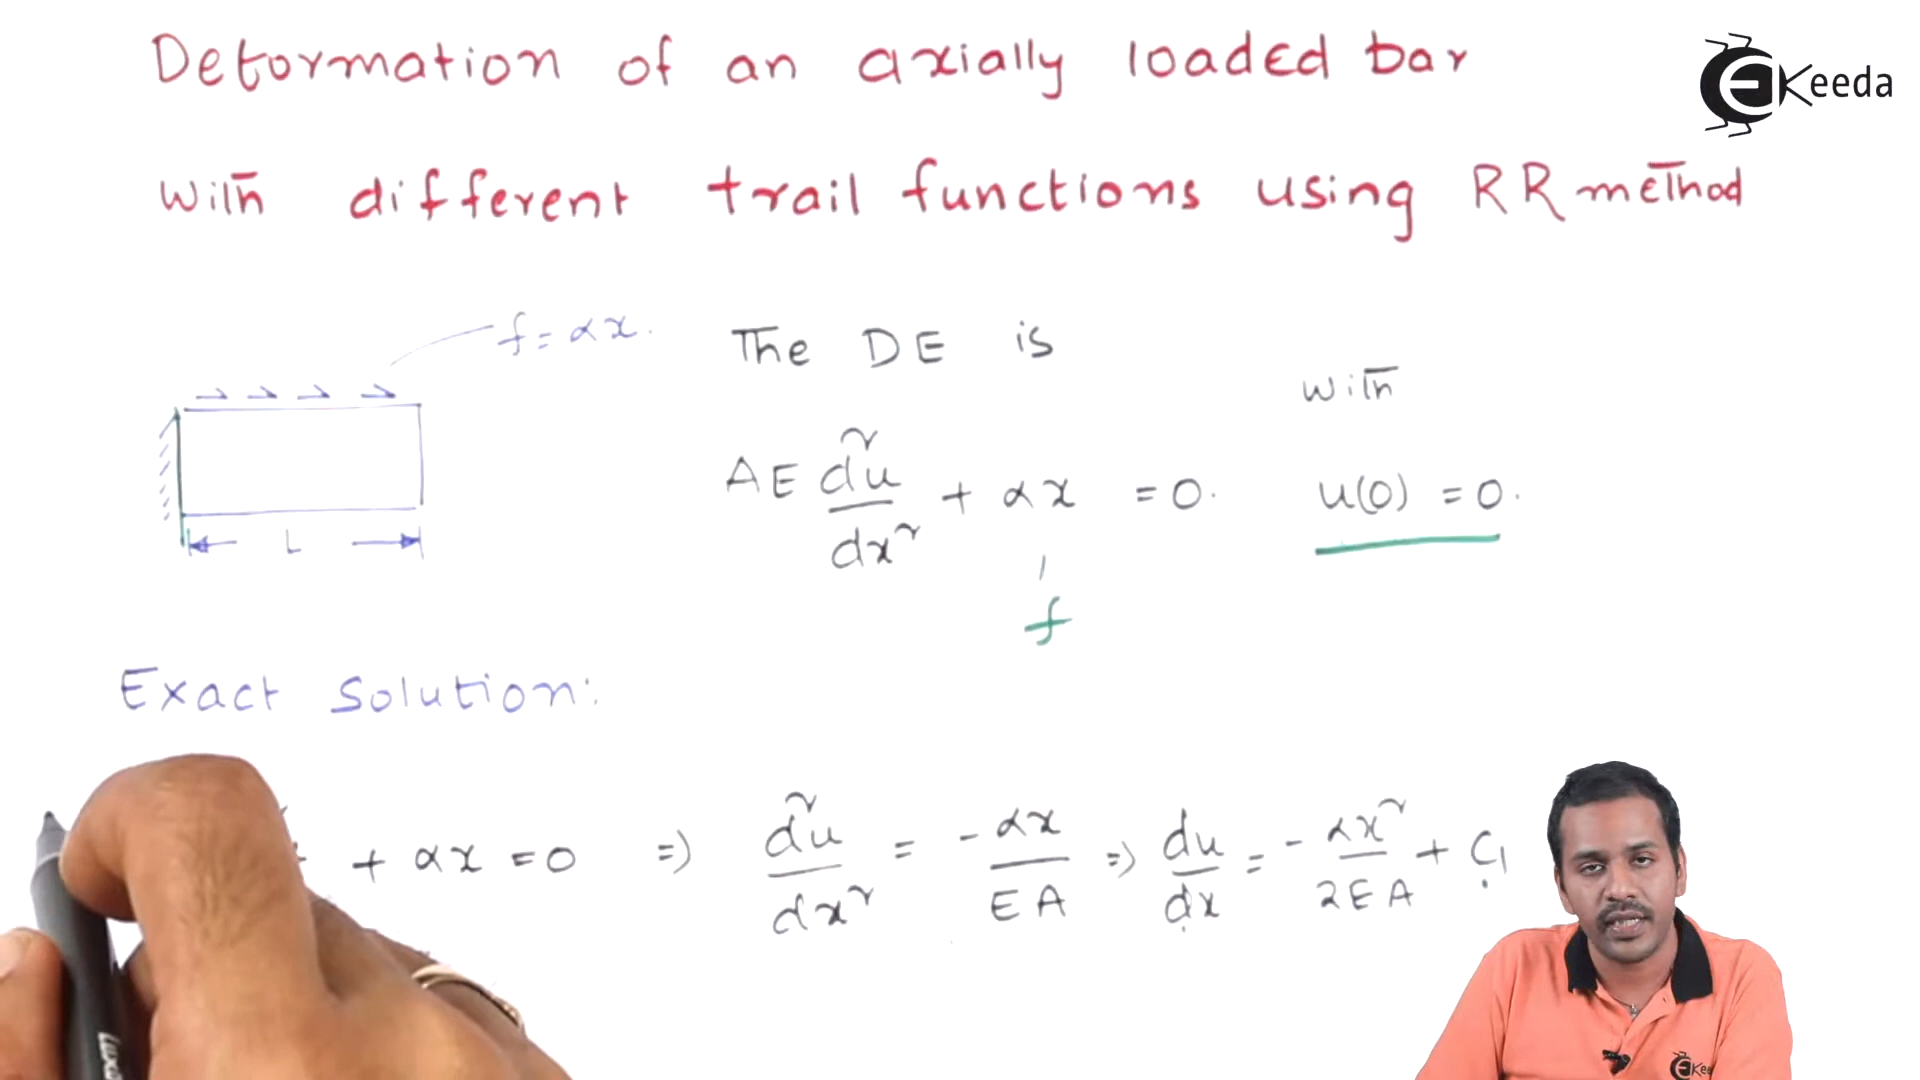 Deformation of an axially loaded bar
EKeeda
with different trail functions using RR method
f = αx.
The DE is
with
AE d²u/dx² + αx = 0.
u(0) = 0.
L
f
Exact Solution:
+ αx = 0 ⇒ d²u/dx² = -αx/EA ⇒ du/dx = -αx²/2EA + C₁